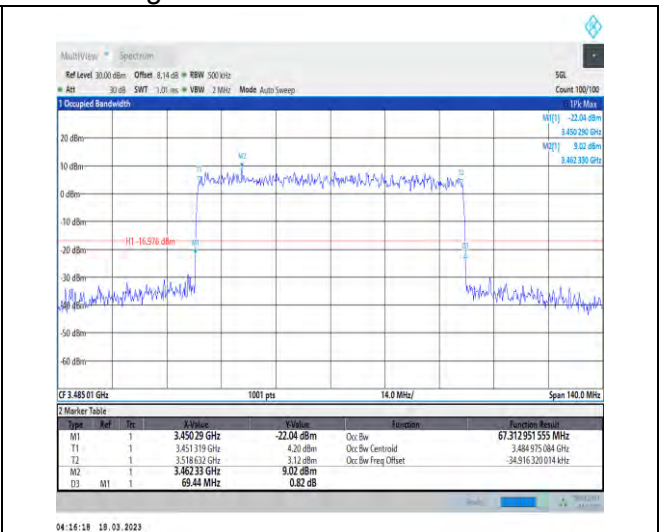 MultiView Spectrum
Ref Level 30.00 dBm Offset 8.14 dB RBW 500 kHz SGL
Att 30 dB SWT 1.01 ms VBW 2 MHz Mode Auto Sweep Count 100/100
1 Occupied Bandwidth 1Pk Max
M1[1] -22.04 dBm
3.450 290 GHz
M2[1] 9.02 dBm
3.462 330 GHz
20 dBm
10 dBm
0 dBm
-10 dBm
-20 dBm
-30 dBm
-40 dBm
-50 dBm
-60 dBm
T1
M2
T2
H1 -16.976 dBm
M1
D3
CF 3.485 01 GHz 1001 pts 14.0 MHz/ Span 140.0 MHz
2 Marker Table
Type Ref Trc X-Value Y-Value Function Function Result
M1 1 3.450 29 GHz -22.04 dBm Occ Bw 67.312 951 555 MHz
T1 1 3.451 319 GHz 4.20 dBm Occ Bw Centroid 3.484 975 084 GHz
T2 1 3.518 632 GHz 3.12 dBm Occ Bw Freq Offset -34.916 320 014 kHz
M2 1 3.462 33 GHz 9.02 dBm
D3 M1 1 69.44 MHz 0.82 dB
04:16:18 18.03.2023